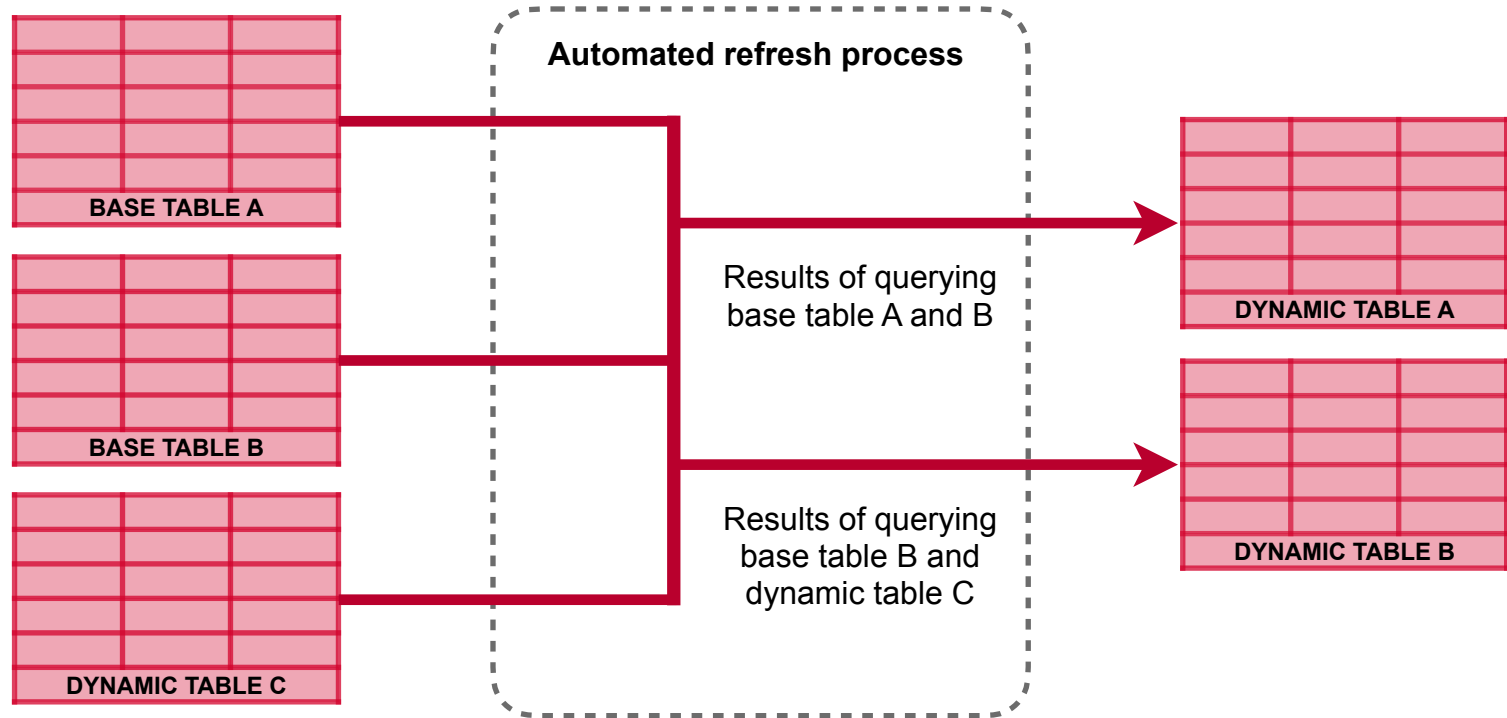 Automated refresh process
BASE TABLE A
BASE TABLE B
DYNAMIC TABLE C
Results of querying
base table A and B
Results of querying
base table B and
dynamic table C
DYNAMIC TABLE A
DYNAMIC TABLE B